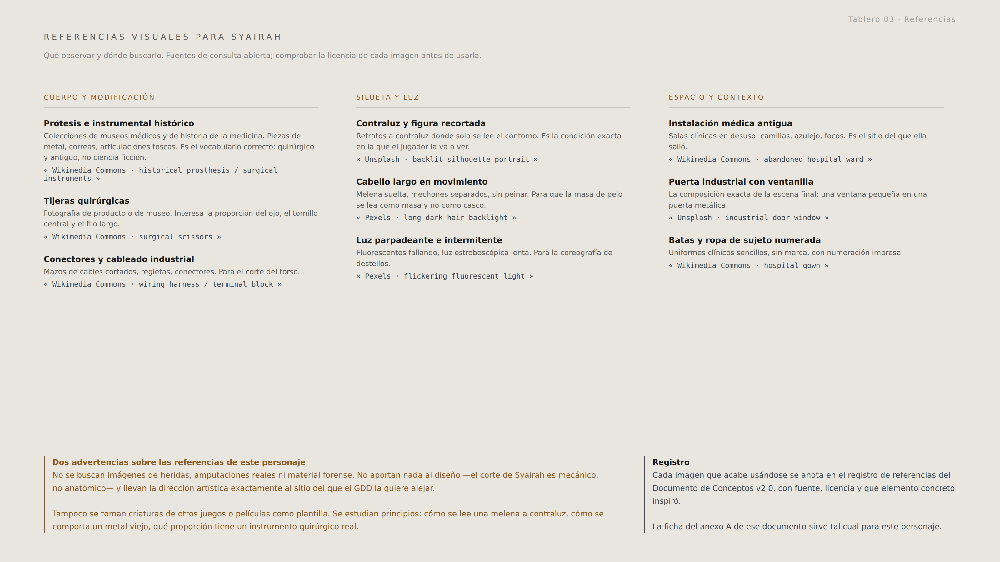 Tablero 03 · Referencias
REFERENCIAS VISUALES PARA SYAIRAH
Qué observar y dónde buscarlo. Fuentes de consulta abierta; comprobar la licencia de cada imagen antes de usarla.
CUERPO Y MODIFICACIÓN
Prótesis e instrumental histórico
Colecciones de museos médicos y de historia de la medicina. Piezas de
metal, correas, articulaciones toscas. Es el vocabulario correcto: quirúrgico
y antiguo, no ciencia ficción.
« Wikimedia Commons · historical prosthesis / surgical
instruments »
Tijeras quirúrgicas
Fotografía de producto o de museo. Interesa la proporción del ojo, el tornillo
central y el filo largo.
« Wikimedia Commons · surgical scissors »
Conectores y cableado industrial
Mazos de cables cortados, regletas, conectores. Para el corte del torso.
« Wikimedia Commons · wiring harness / terminal block »
SILUETA Y LUZ
Contraluz y figura recortada
Retratos a contraluz donde solo se lee el contorno. Es la condición exacta
en la que el jugador la va a ver.
« Unsplash · backlit silhouette portrait »
Cabello largo en movimiento
Melena suelta, mechones separados, sin peinar. Para que la masa de pelo
se lea como masa y no como casco.
« Pexels · long dark hair backlight »
Luz parpadeante e intermitente
Fluorescentes fallando, luz estroboscópica lenta. Para la coreografía de
destellos.
« Pexels · flickering fluorescent light »
ESPACIO Y CONTEXTO
Instalación médica antigua
Salas clínicas en desuso: camillas, azulejo, focos. Es el sitio del que ella
salió.
« Wikimedia Commons · abandoned hospital ward »
Puerta industrial con ventanilla
La composición exacta de la escena final: una ventana pequeña en una
puerta metálica.
« Unsplash · industrial door window »
Batas y ropa de sujeto numerada
Uniformes clínicos sencillos, sin marca, con numeración impresa.
« Wikimedia Commons · hospital gown »
Dos advertencias sobre las referencias de este personaje
No se buscan imágenes de heridas, amputaciones reales ni material forense. No aportan nada al diseño —el corte de Syairah es mecánico,
no anatómico— y llevan la dirección artística exactamente al sitio del que el GDD la quiere alejar.
Tampoco se toman criaturas de otros juegos o películas como plantilla. Se estudian principios: cómo se lee una melena a contraluz, cómo se
comporta un metal viejo, qué proporción tiene un instrumento quirúrgico real.
Registro
Cada imagen que acabe usándose se anota en el registro de referencias del
Documento de Conceptos v2.0, con fuente, licencia y qué elemento concreto
inspiró.
La ficha del anexo A de ese documento sirve tal cual para este personaje.